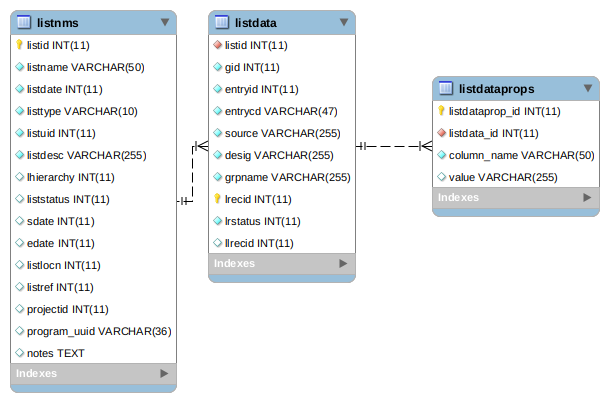 listnms
listid INT(11)
listname VARCHAR(50)
listdate INT(11)
listtype VARCHAR(10)
listuid INT(11)
listdesc VARCHAR(255)
lhierarchy INT(11)
liststatus INT(11)
sdate INT(11)
edate INT(11)
listlocn INT(11)
listref INT(11)
projectid INT(11)
program_uuid VARCHAR(36)
notes TEXT
Indexes
listdata
listid INT(11)
gid INT(11)
entryid INT(11)
entrycd VARCHAR(47)
source VARCHAR(255)
desig VARCHAR(255)
grpname VARCHAR(255)
lrecid INT(11)
lrstatus INT(11)
llrecid INT(11)
Indexes
listdataprops
listdataprop_id INT(11)
listdata_id INT(11)
column_name VARCHAR(50)
value VARCHAR(255)
Indexes